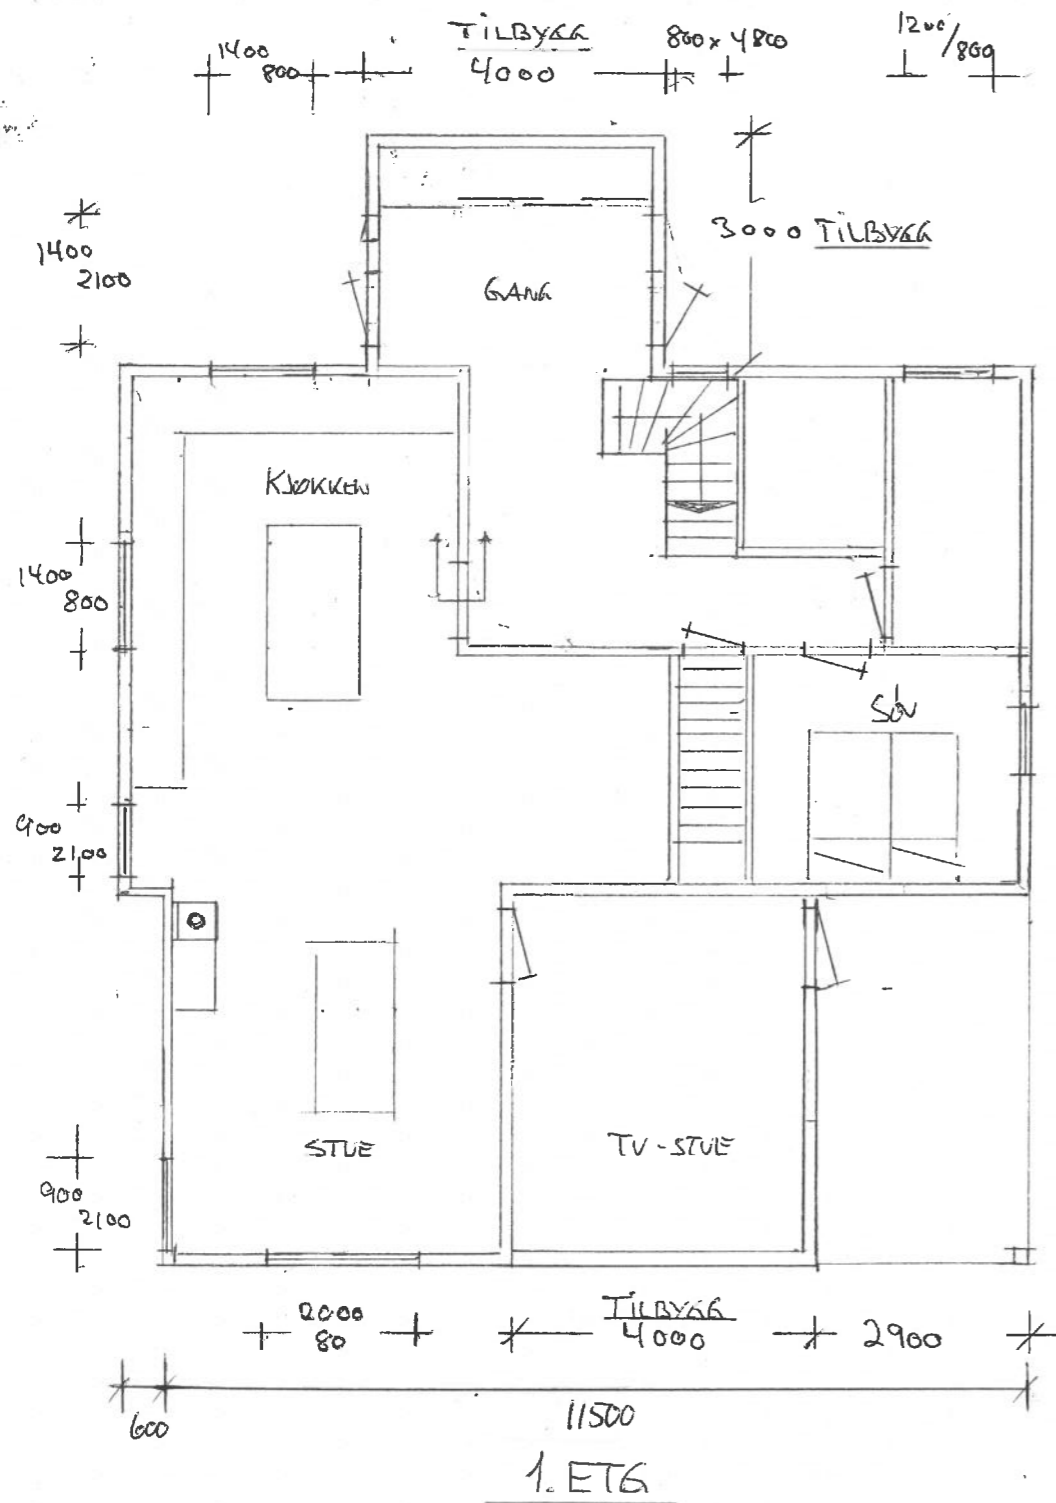 TILBYGG
4000
1400
800
800 x 4800
1200/800
3000 TILBYGG
1400
2100
GANG
KJØKKEN
1400
800
SOV
900
2100
STUE
TV-STUE
900
2100
2000
80
TILBYGG
4000
2900
600
11500
1. ETG